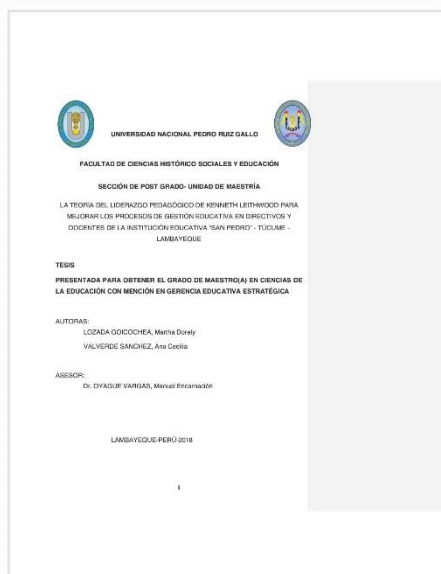 UNIVERSIDAD NACIONAL PEDRO RUIZ GALLO
FACULTAD DE CIENCIAS HISTÓRICO SOCIALES Y EDUCACIÓN
SECCIÓN DE POST GRADO- UNIDAD DE MAESTRÍA
LA TEORÍA DEL LIDERAZGO PEDAGÓGICO DE KENNETH LEITHWOOD PARA
MEJORAR LOS PROCESOS DE GESTIÓN EDUCATIVA EN DIRECTIVOS Y
DOCENTES DE LA INSTITUCIÓN EDUCATIVA "SAN PEDRO" - TÚCUME -
LAMBAYEQUE
TESIS
PRESENTADA PARA OBTENER EL GRADO DE MAESTRO(A) EN CIENCIAS DE
LA EDUCACIÓN CON MENCIÓN EN GERENCIA EDUCATIVA ESTRATÉGICA
AUTORAS:
LOZADA GOICOCHEA, Martha Dorely
VALVERDE SANCHEZ, Ana Cecilia
ASESOR:
Dr. OYAGUE VARGAS, Manuel Encarnación
LAMBAYEQUE-PERÚ-2018
I